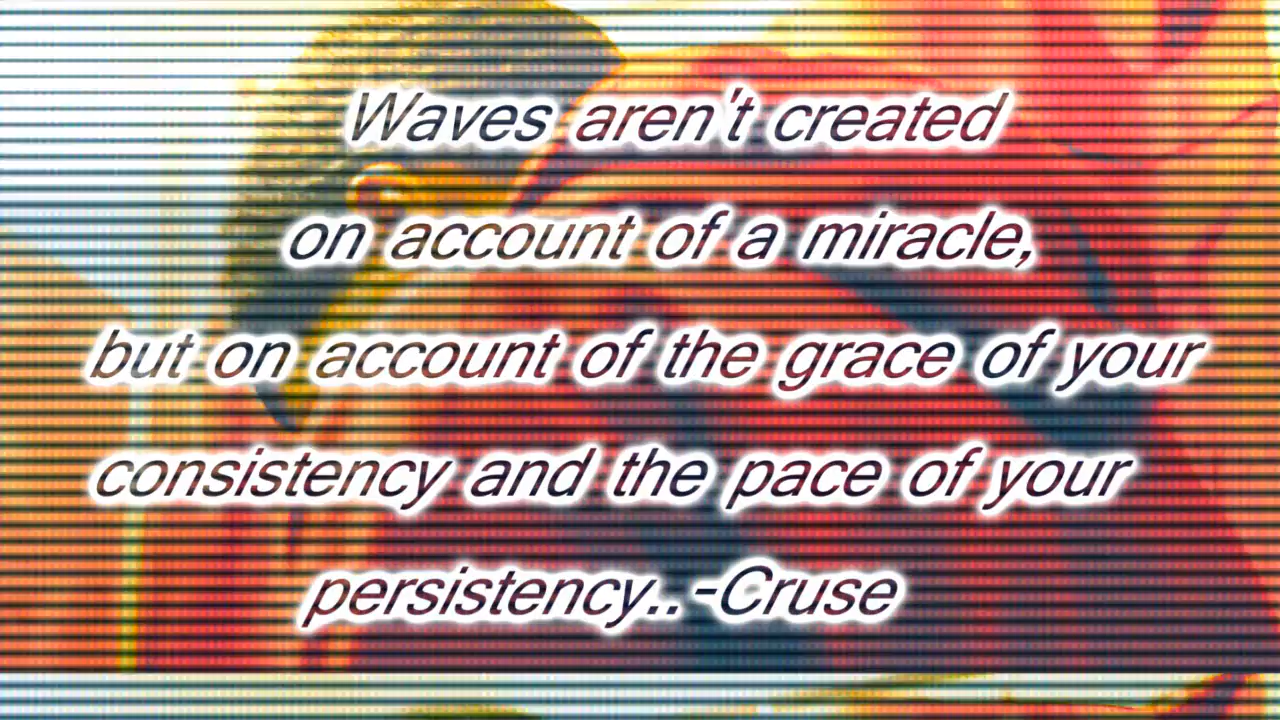 Waves aren't created
on account of a miracle,
but on account of the grace of your
consistency and the pace of your
persistency..-Cruse